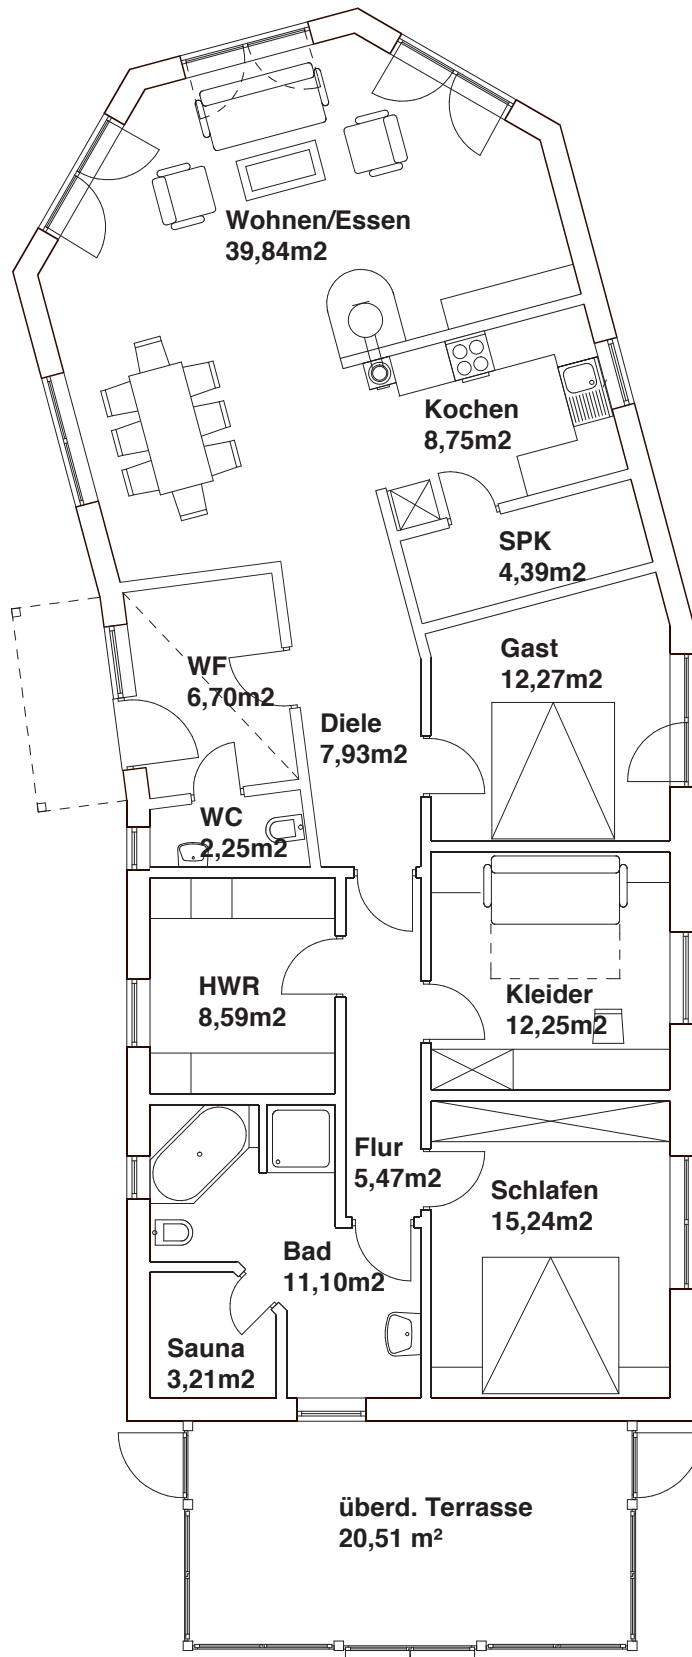 Wohnen/Essen
39,84m2
Kochen
8,75m2
SPK
4,39m2
Gast
12,27m2
WF
6,70m2
Diele
7,93m2
WC
2,25m2
HWR
8,59m2
Kleider
12,25m2
Flur
5,47m2
Schlafen
15,24m2
Bad
11,10m2
Sauna
3,21m2
überd. Terrasse
20,51 m²